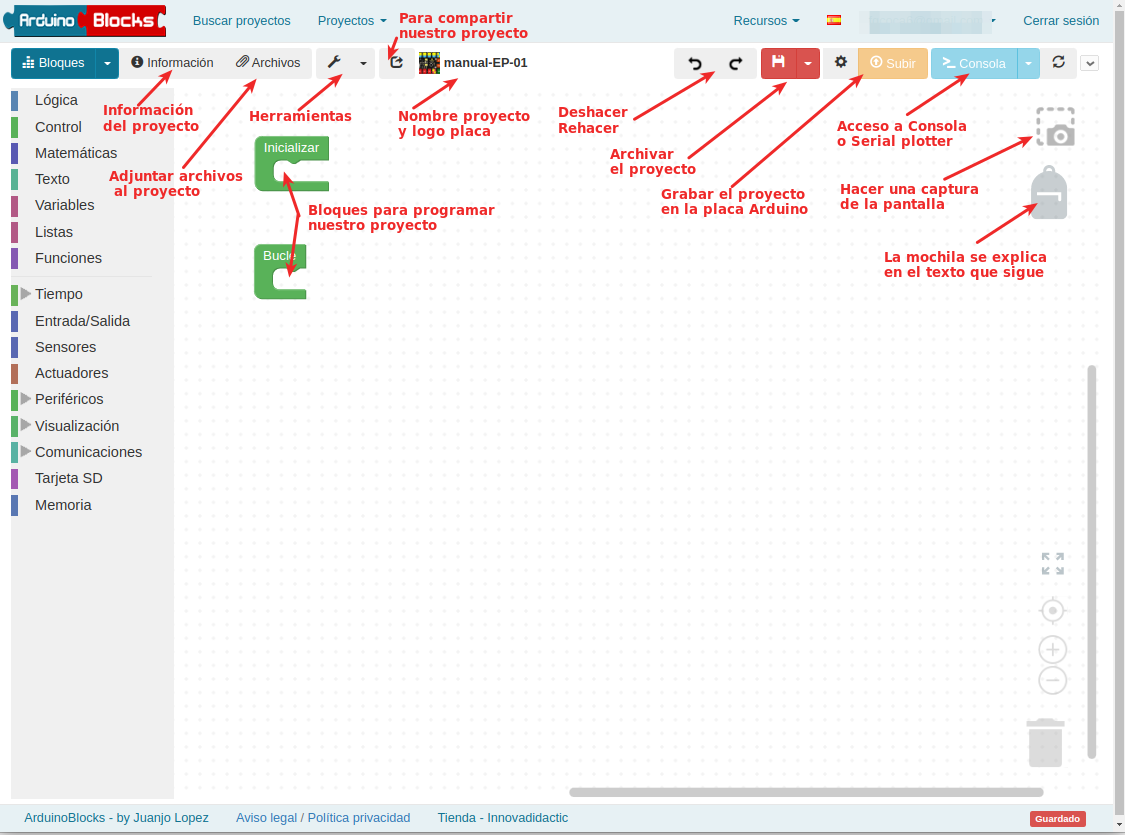 Arduino Blocks
Buscar proyectos
Proyectos
Para compartir
nuestro proyecto
Recursos
Cerrar sesión
Bloques
Información
Archivos
manual-EP-01
Subir
Consola
Información
del proyecto
Adjuntar archivos
al proyecto
Herramientas
Nombre proyecto
y logo placa
Deshacer
Rehacer
Archivar
el proyecto
Grabar el proyecto
en la placa Arduino
Acceso a Consola
o Serial plotter
Hacer una captura
de la pantalla
La mochila se explica
en el texto que sigue
Lógica
Control
Matemáticas
Texto
Variables
Listas
Funciones
Tiempo
Entrada/Salida
Sensores
Actuadores
Periféricos
Visualización
Comunicaciones
Tarjeta SD
Memoria
Inicializar
Bloques para programar
nuestro proyecto
Bucle
ArduinoBlocks - by Juanjo Lopez
Aviso legal / Política privacidad
Tienda - Innovadidactic
Guardado